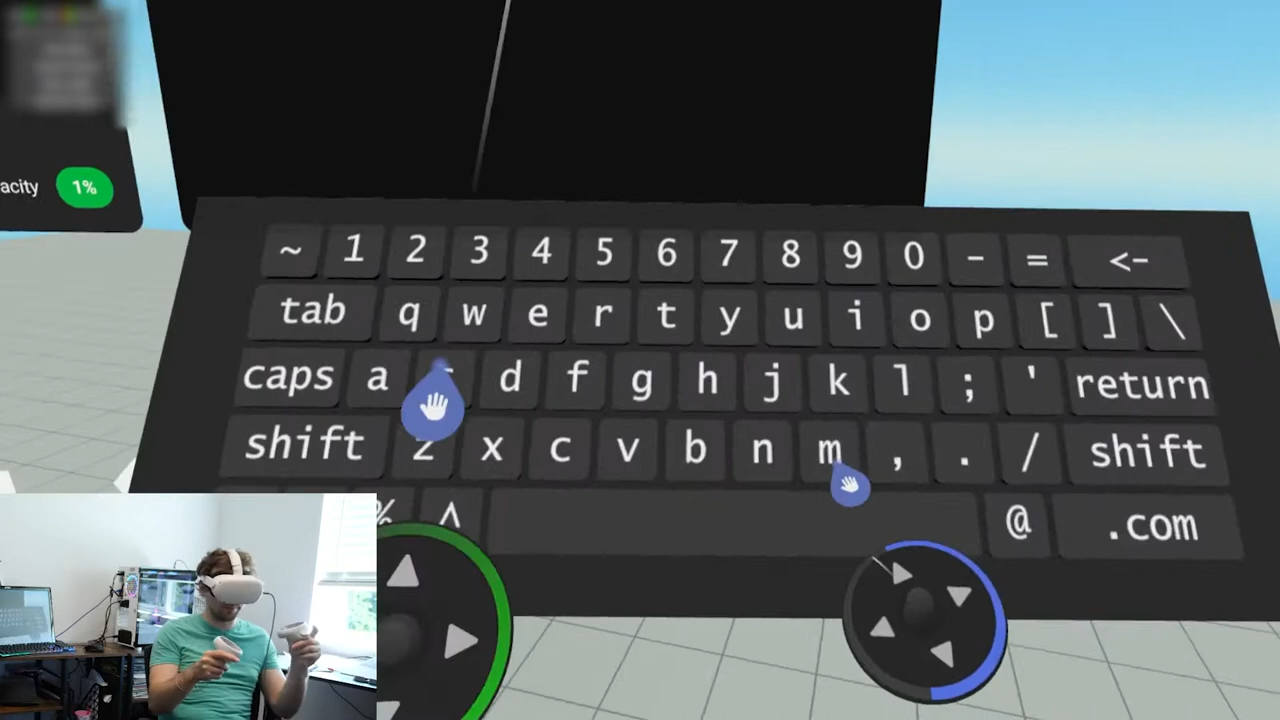 acity 1%
~ 1 2 3 4 5 6 7 8 9 0 - = <-
tab q w e r t y u i o p [ ] \
caps a d f g h j k l ; ' return
shift z x c v b n m , . / shift
% ^ @ .com